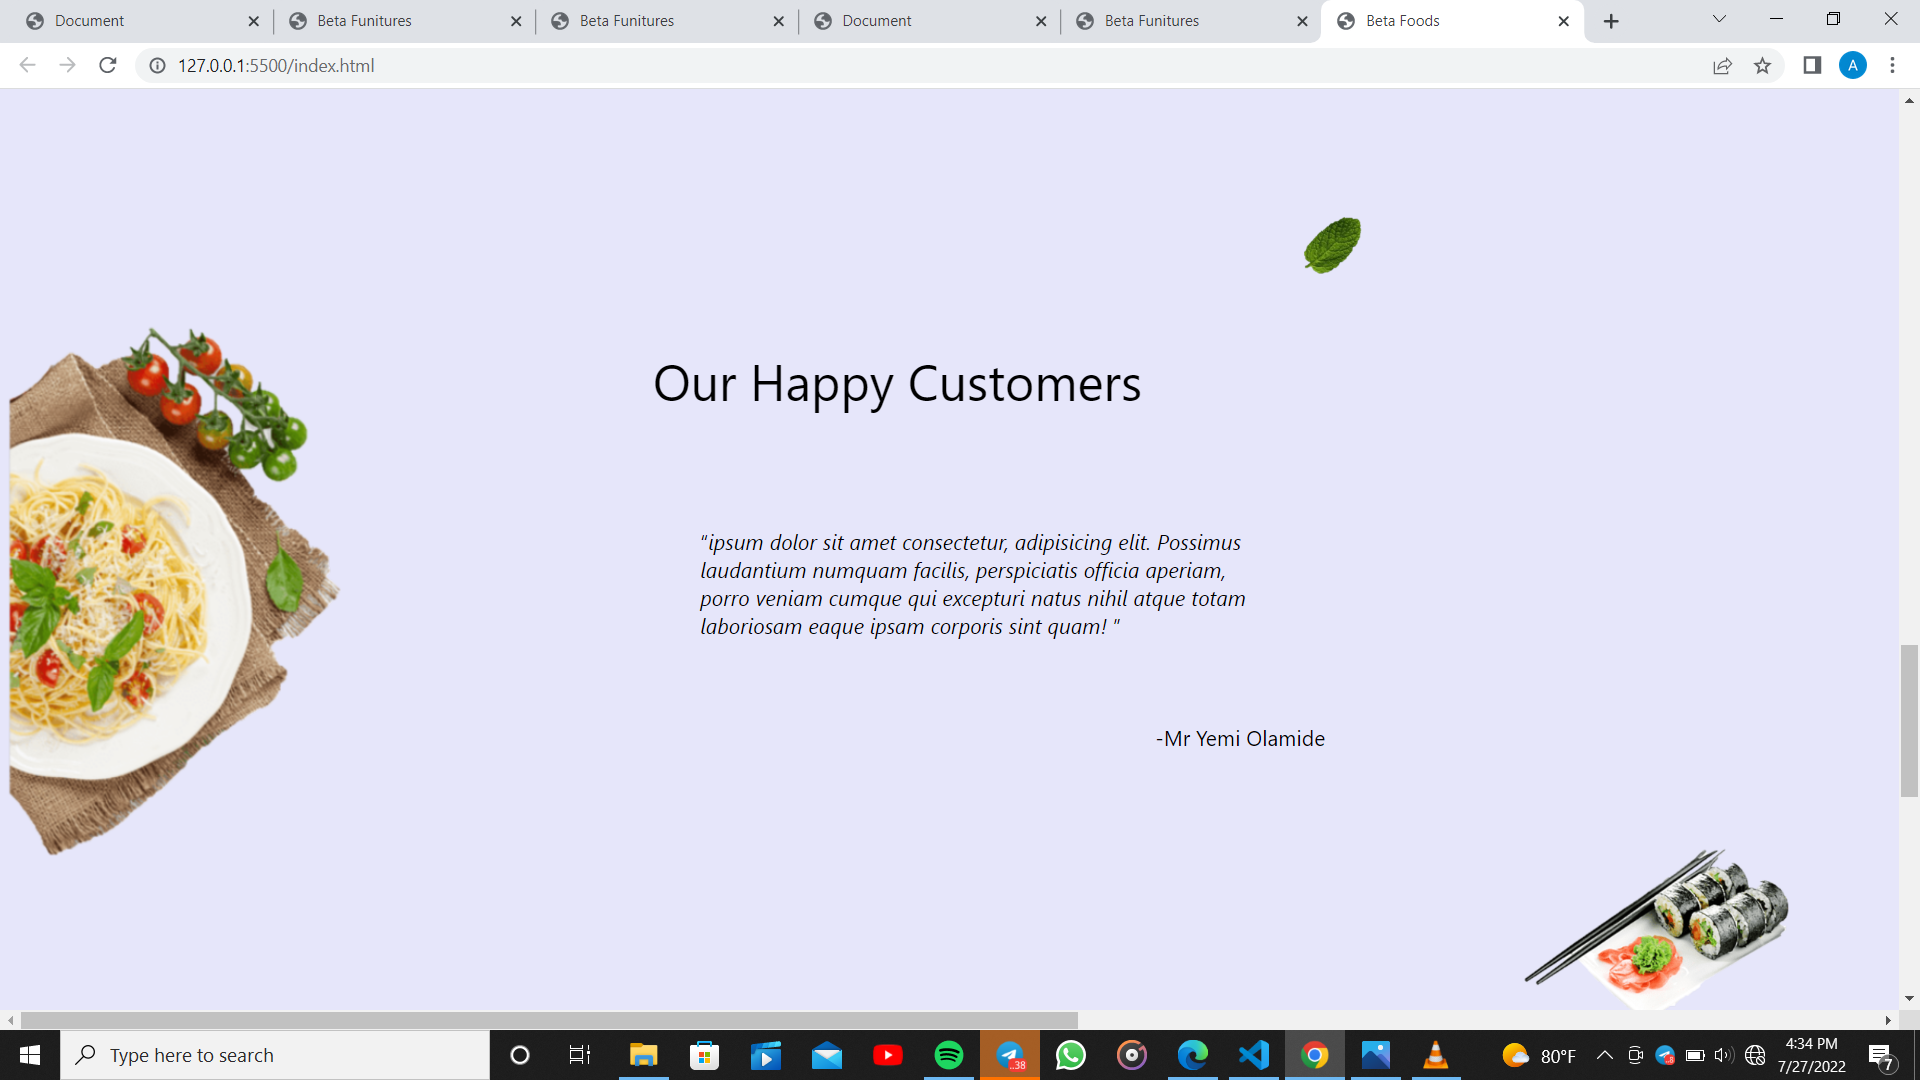 Document
Beta Funitures
Beta Funitures
Document
Beta Funitures
Beta Foods
127.0.0.1:5500/index.html
A
Our Happy Customers
"ipsum dolor sit amet consectetur, adipisicing elit. Possimus
laudantium numquam facilis, perspiciatis officia aperiam,
porro veniam cumque qui excepturi natus nihil atque totam
laboriosam eaque ipsam corporis sint quam! "
-Mr Yemi Olamide
Type here to search
..38
80°F
4:34 PM
7/27/2022
7